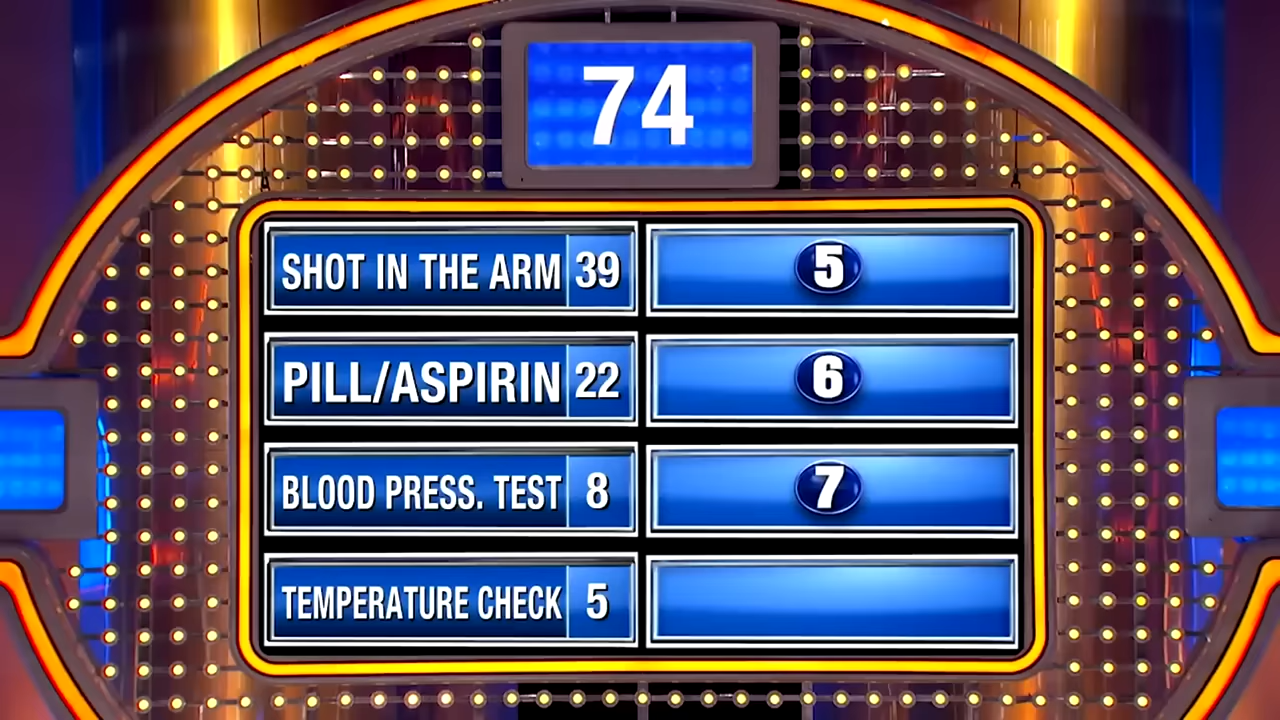 74
SHOT IN THE ARM 39
PILL/ASPIRIN 22
BLOOD PRESS. TEST 8
TEMPERATURE CHECK 5
5
6
7